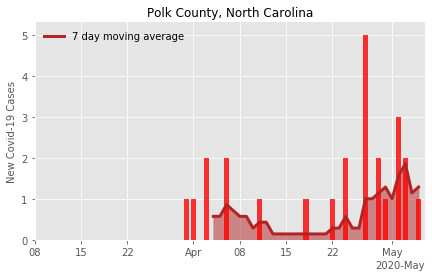 Polk County, North Carolina
7 day moving average
New Covid-19 Cases
5
4
3
2
1
0
08 15 22 Apr 08 15 22 May
2020-May